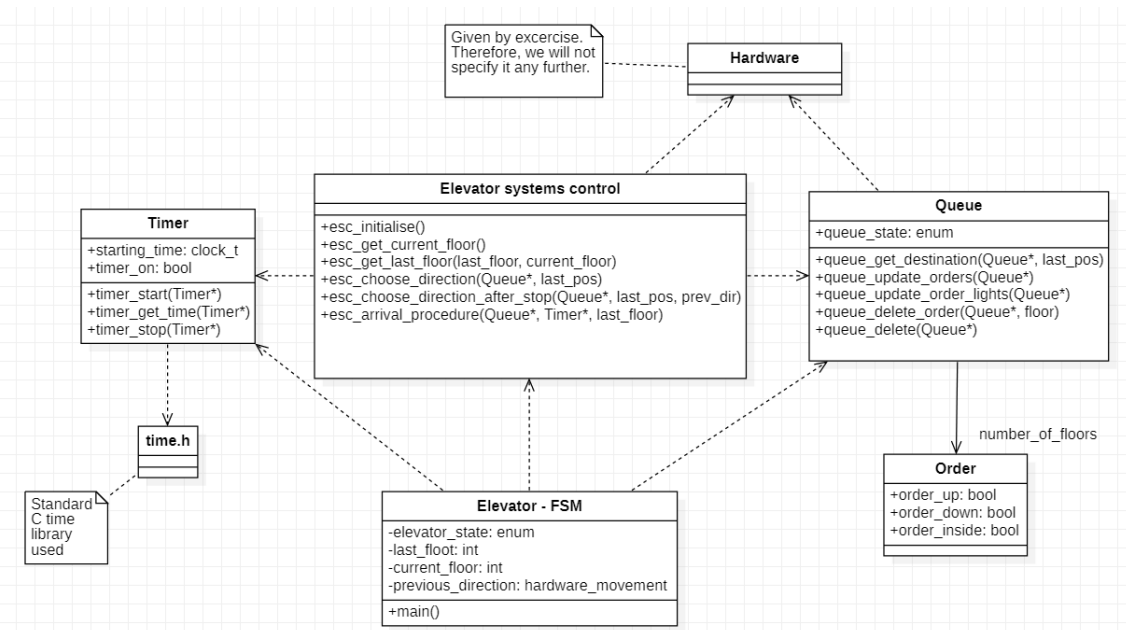 Given by excercise.
Therefore, we will not
specify it any further.
Hardware
Elevator systems control
+esc_initialise()
+esc_get_current_floor()
+esc_get_last_floor(last_floor, current_floor)
+esc_choose_direction(Queue*, last_pos)
+esc_choose_direction_after_stop(Queue*, last_pos, prev_dir)
+esc_arrival_procedure(Queue*, Timer*, last_floor)
Queue
+queue_state: enum
+queue_get_destination(Queue*, last_pos)
+queue_update_orders(Queue*)
+queue_update_order_lights(Queue*)
+queue_delete_order(Queue*, floor)
+queue_delete(Queue*)
Timer
+starting_time: clock_t
+timer_on: bool
+timer_start(Timer*)
+timer_get_time(Timer*)
+timer_stop(Timer*)
time.h
Standard
C time
library
used
Elevator - FSM
-elevator_state: enum
-last_floot: int
-current_floor: int
-previous_direction: hardware_movement
+main()
number_of_floors
Order
+order_up: bool
+order_down: bool
+order_inside: bool